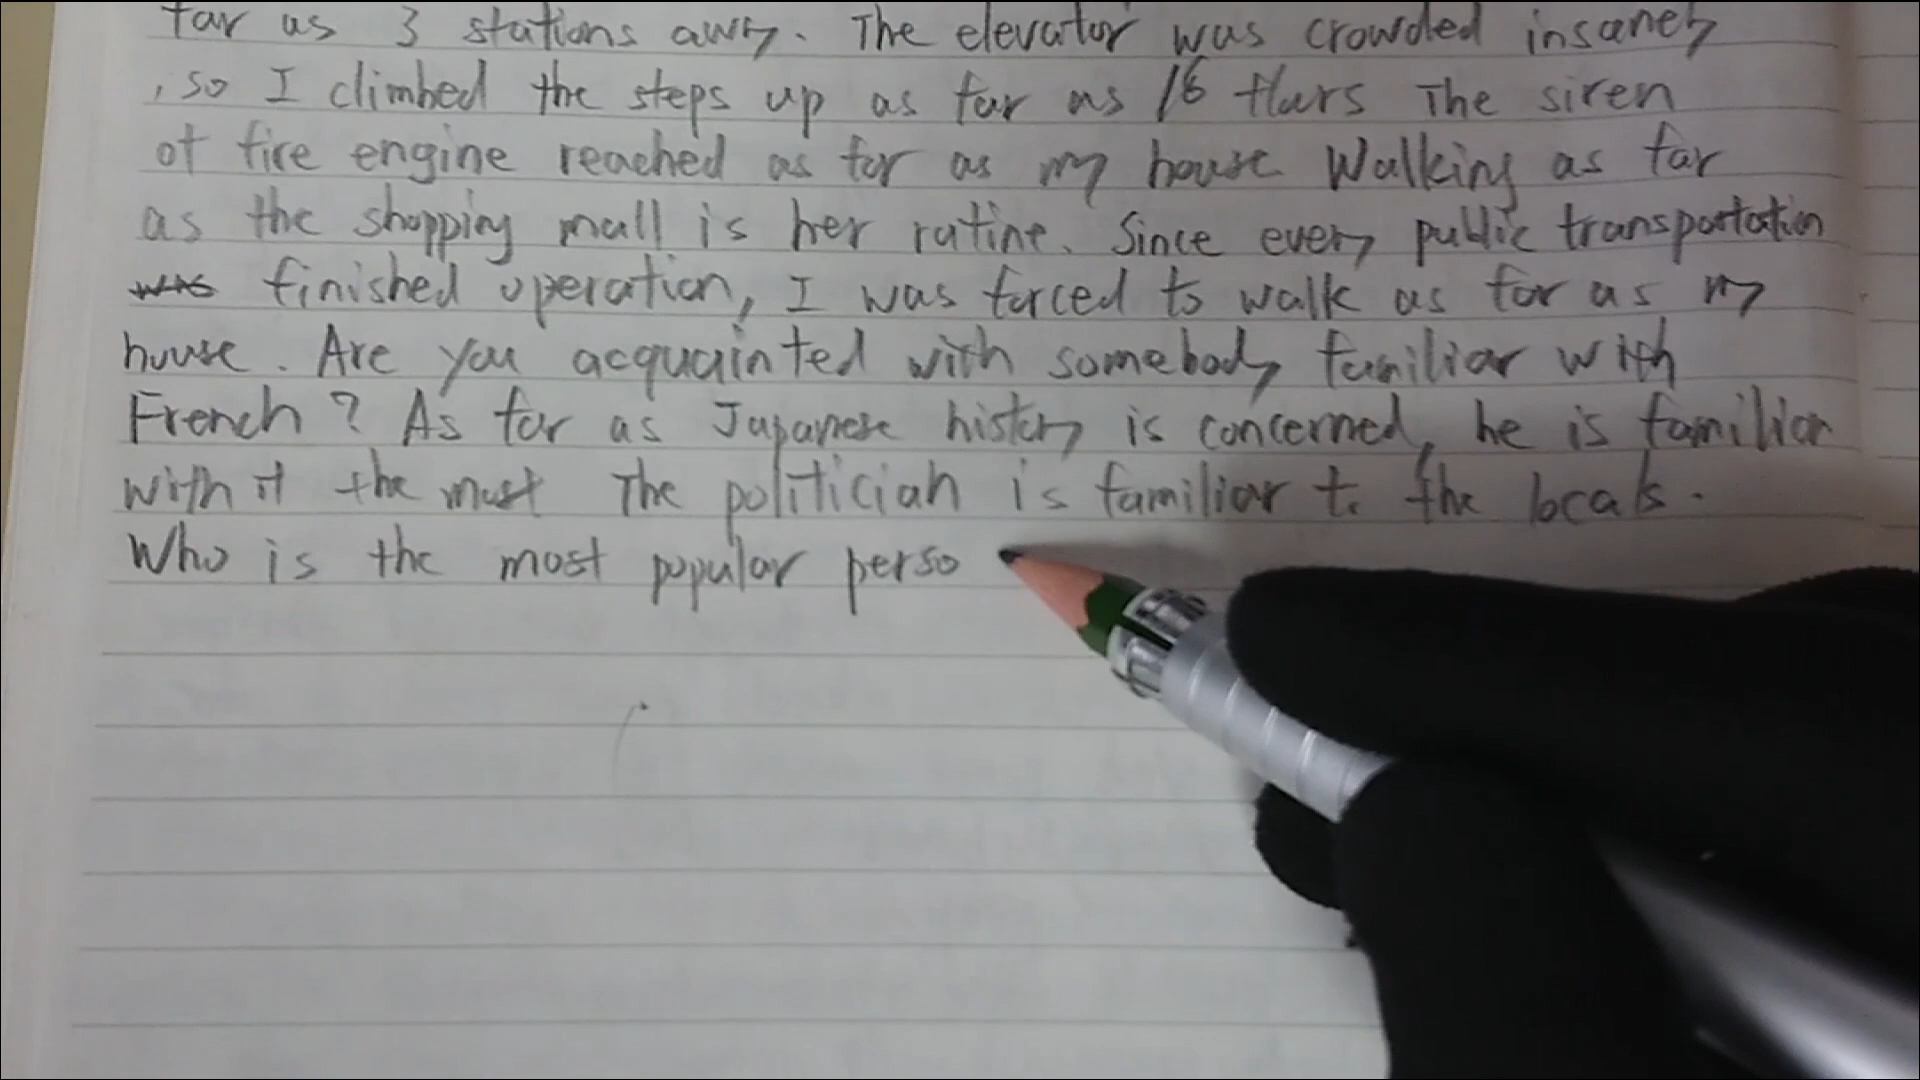 far as 3 stations away. The elevator was crowded insanely
, so I climbed the steps up as far as 16 floors The siren
of fire engine reached as far as my house Walking as far
as the shopping mall is her rutine. Since every public transportation
finished operation, I was forced to walk as far as my
house. Are you acquainted with somebody familiar with
French? As far as Japanese history is concerned, he is familiar
with it the most The politician is familiar to the locals.
Who is the most popular perso